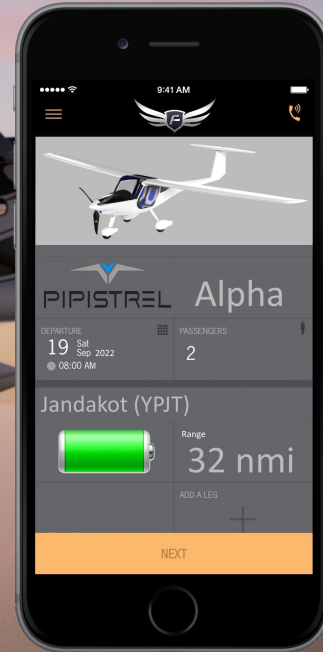 9:41 AM
F
PIPISTREL Alpha
DEPARTURE
19 Sat
Sep 2022
08:00 AM
PASSENGERS
2
Jandakot (YPJT)
Range
32 nmi
ADD A LEG
NEXT